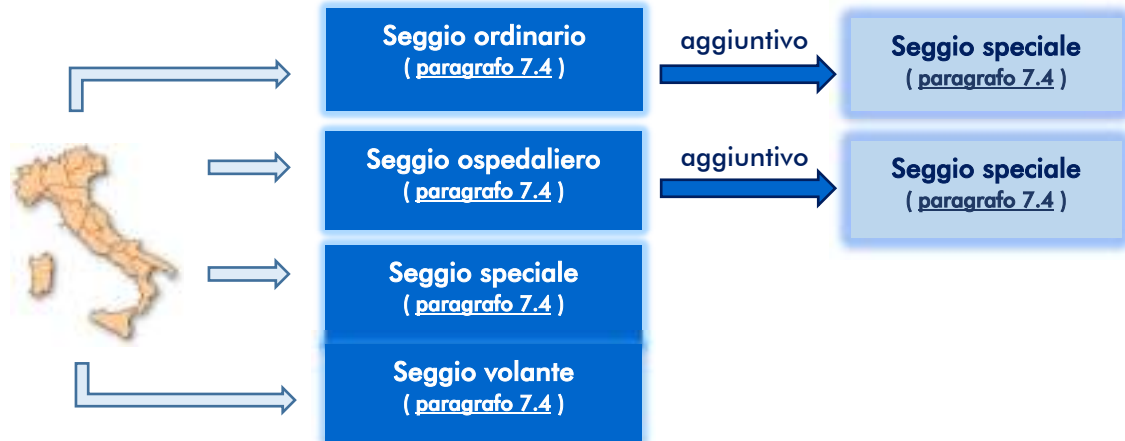 Seggio ordinario
( paragrafo 7.4 )
aggiuntivo
Seggio speciale
( paragrafo 7.4 )
Seggio ospedaliero
( paragrafo 7.4 )
aggiuntivo
Seggio speciale
( paragrafo 7.4 )
Seggio speciale
( paragrafo 7.4 )
Seggio volante
( paragrafo 7.4 )